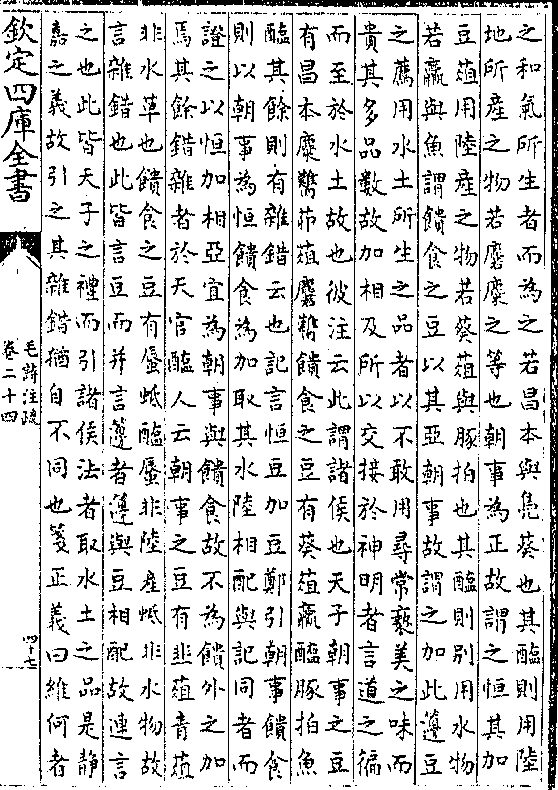 之和氣所生者而為之若昌本與鳧葵也其醢則用陸
地所產之物若麏麋之等也朝事為正故謂之恒其加
豆葅用陸產之物若葵葅與豚拍也其醢則別用水物
若蠃與魚謂饋食之豆以其亞朝事故謂之加此籩豆
之薦用水土所生之品者以不敢用尋常褻美之味而
貴其多品數故加相及所以交接於神明者言道之徧
而至於水土故也彼注云此謂諸侯也天子朝事之豆
有昌本麋臡茆葅麏臡饋食之豆有葵葅蠃醢豚拍魚
醢其餘則有雜錯云也記言恒豆加豆鄭引朝事饋食
則以朝事為恒饋食為加取其水陸相配與記同者而
證之以恒加相亞宜為朝事與饋食故不為饋外之加
焉其餘錯雜者於天官醢人云朝事之豆有韭葅青葅
非水草也饋食之豆有蜃蚳醢蜃非陸產蚳非水物故
言雜錯也此皆言豆而并言籩者籩與豆相配故連言
之也此皆天子之禮而引諸侯法者取水土之品是靜
嘉之義故引之其雜錯猶自不同也箋正義曰維何者
欽定四庫全書
毛詩注疏
卷二十四
四十七